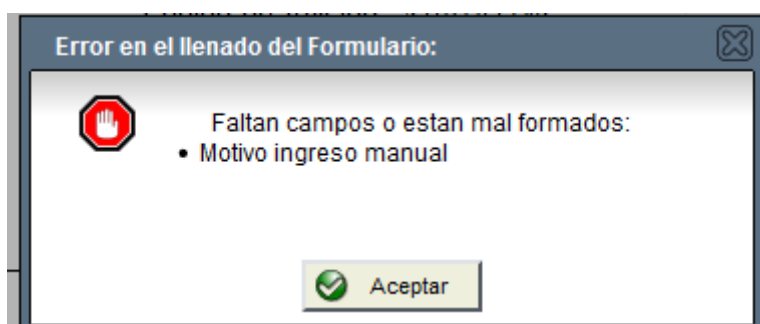 Error en el llenado del Formulario:
Faltan campos o estan mal formados:
• Motivo ingreso manual
Aceptar